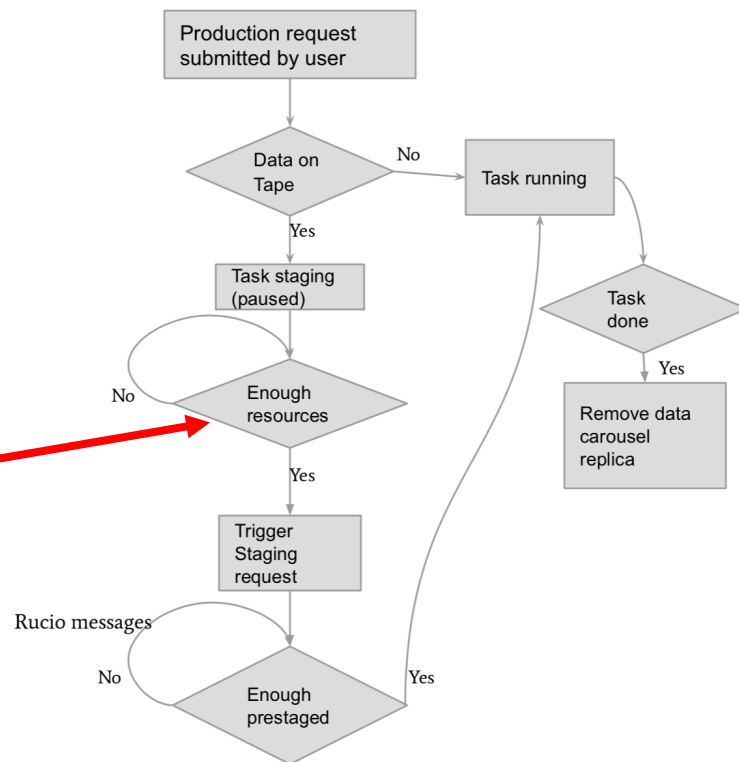 Production request
submitted by user
Data on
Tape
No
Task running
Yes
Task staging
(paused)
Task
done
No
Enough
resources
Yes
Remove data
carousel
replica
Yes
Trigger
Staging
request
Rucio messages
No
Enough
prestaged
Yes